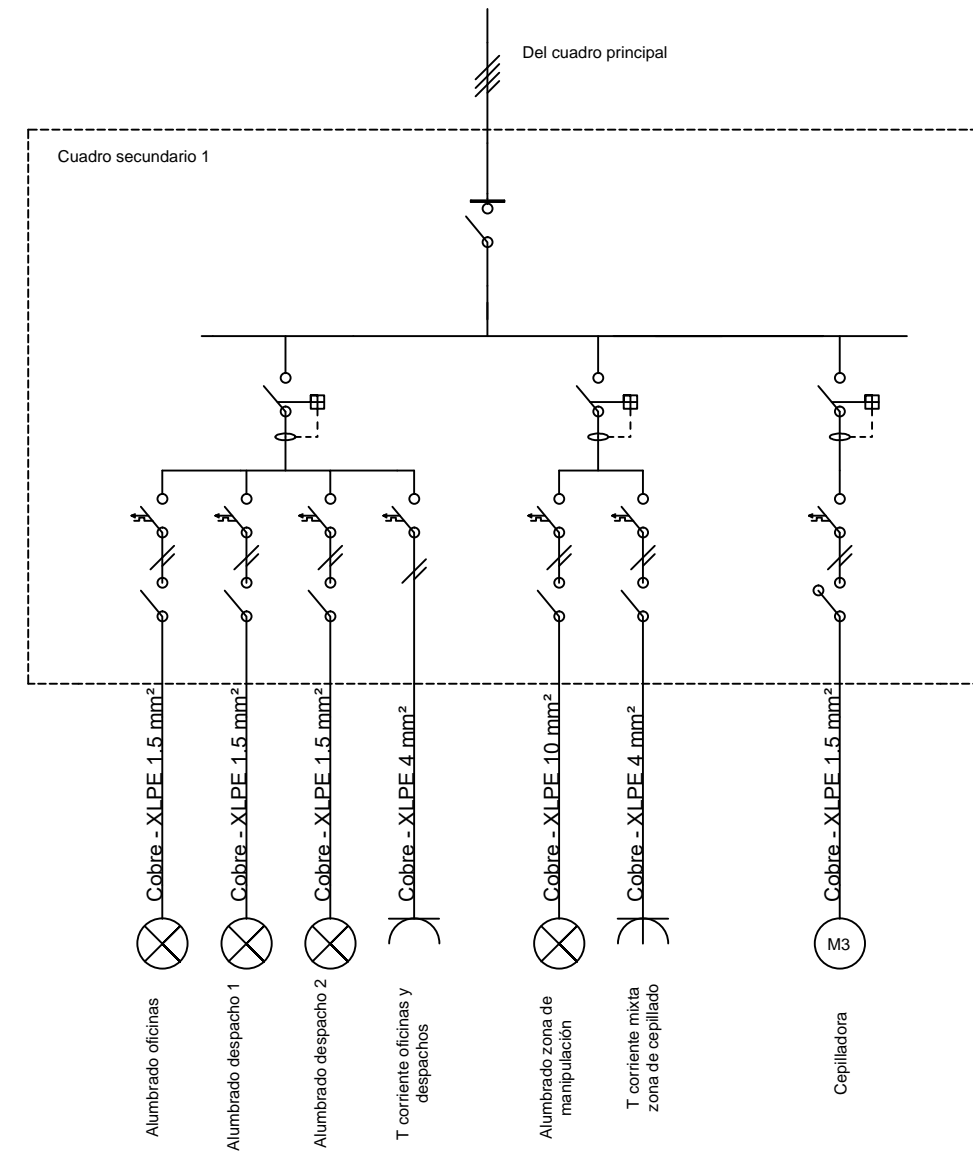 Del cuadro principal
Cuadro secundario 1
Cobre - XLPE 1.5 mm²
Cobre - XLPE 1.5 mm²
Cobre - XLPE 1.5 mm²
Cobre - XLPE 4 mm²
Cobre - XLPE 10 mm²
Cobre - XLPE 4 mm²
Cobre - XLPE 1.5 mm²
M3
Alumbrado oficinas
Alumbrado despacho 1
Alumbrado despacho 2
T corriente oficinas y
despachos
Alumbrado zona de
manipulación
T corriente mixta
zona de cepillado
Cepilladora